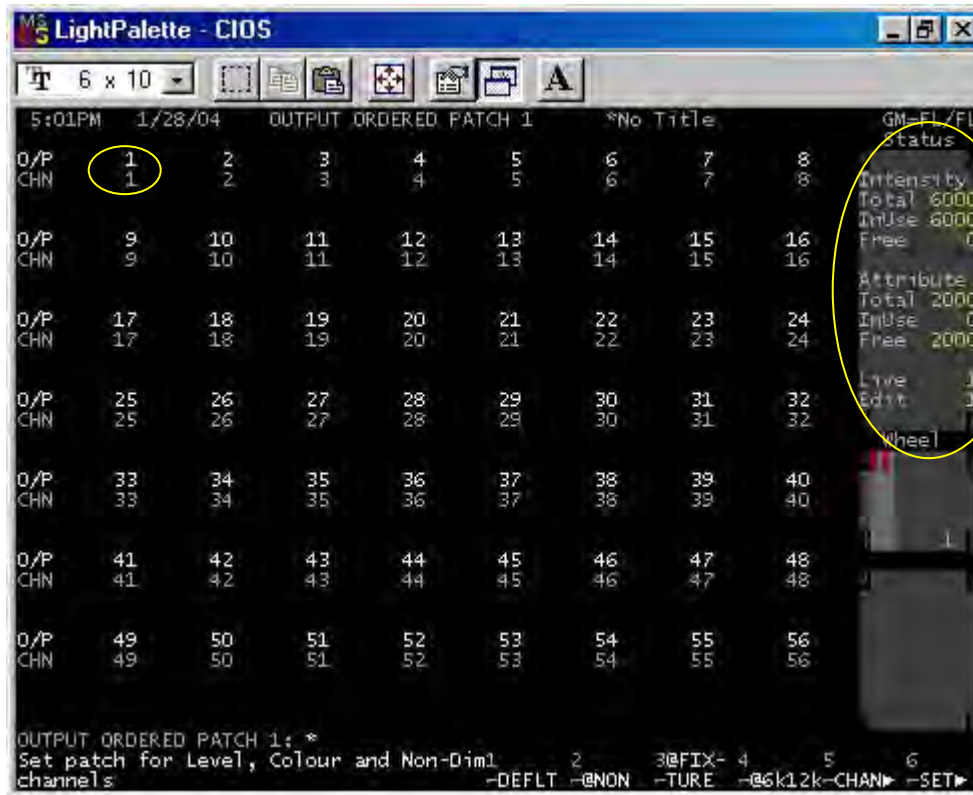 LightPalette - CIOS
6 x 10
A
5:01PM 1/28/04 OUTPUT ORDERED PATCH 1 *No Title GM=FL/FL
Status
O/P 1 2 3 4 5 6 7 8
CHN 1 2 3 4 5 6 7 8
Intensity
Total 6000
InUse 6000
Free 0
O/P 9 10 11 12 13 14 15 16
CHN 9 10 11 12 13 14 15 16
Attribute
Total 2000
InUse 0
Free 2000
O/P 17 18 19 20 21 22 23 24
CHN 17 18 19 20 21 22 23 24
Live 1
Edit 1
O/P 25 26 27 28 29 30 31 32
CHN 25 26 27 28 29 30 31 32
Wheel
O/P 33 34 35 36 37 38 39 40
CHN 33 34 35 36 37 38 39 40
1
O/P 41 42 43 44 45 46 47 48
CHN 41 42 43 44 45 46 47 48
O/P 49 50 51 52 53 54 55 56
CHN 49 50 51 52 53 54 55 56
OUTPUT ORDERED PATCH 1: *
Set patch for Level, Colour and Non-Dim1 2 3@FIX- 4 5 6
channels -DEFLT -@NON -TURE -@6k12k-CHAN► -SET►